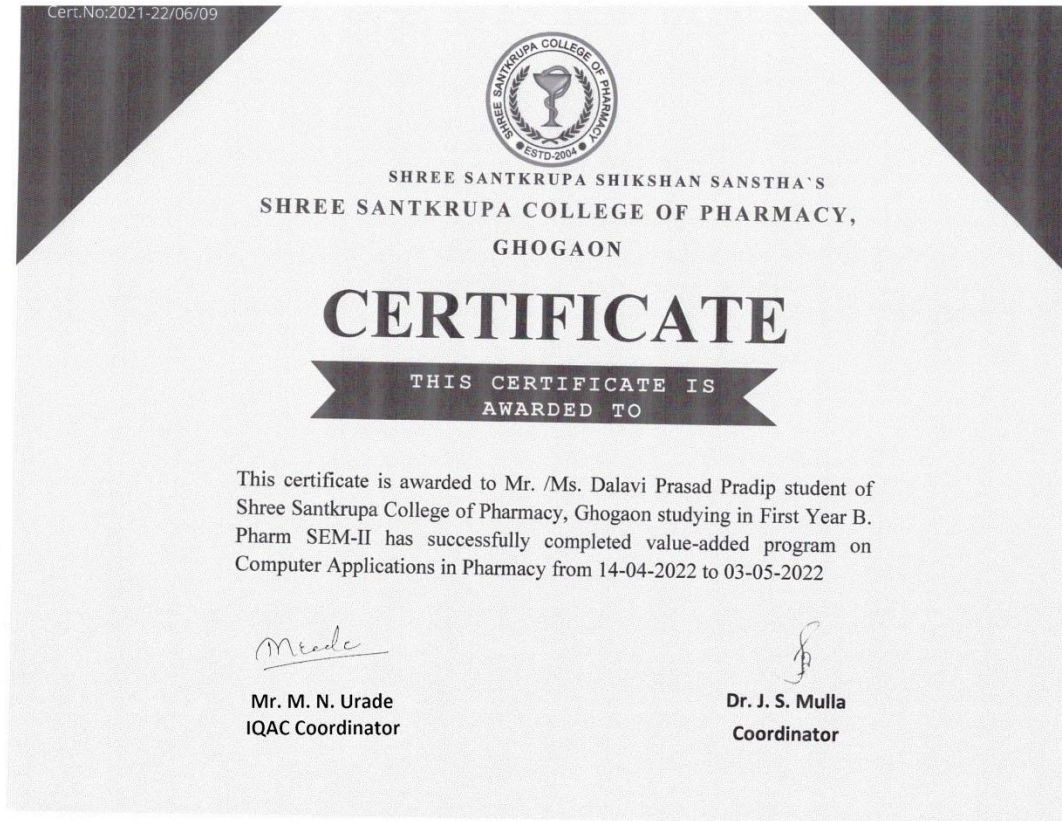 Cert.No:2021-22/06/09
SHREE SANTKRUPA COLLEGE OF PHARMACY
ESTD-2004
SHREE SANTKRUPA SHIKSHAN SANSTHA`S
SHREE SANTKRUPA COLLEGE OF PHARMACY,
GHOGAON
CERTIFICATE
THIS CERTIFICATE IS
AWARDED TO
This certificate is awarded to Mr. /Ms. Dalavi Prasad Pradip student of
Shree Santkrupa College of Pharmacy, Ghogaon studying in First Year B.
Pharm SEM-II has successfully completed value-added program on
Computer Applications in Pharmacy from 14-04-2022 to 03-05-2022
Mr. M. N. Urade
IQAC Coordinator
Dr. J. S. Mulla
Coordinator